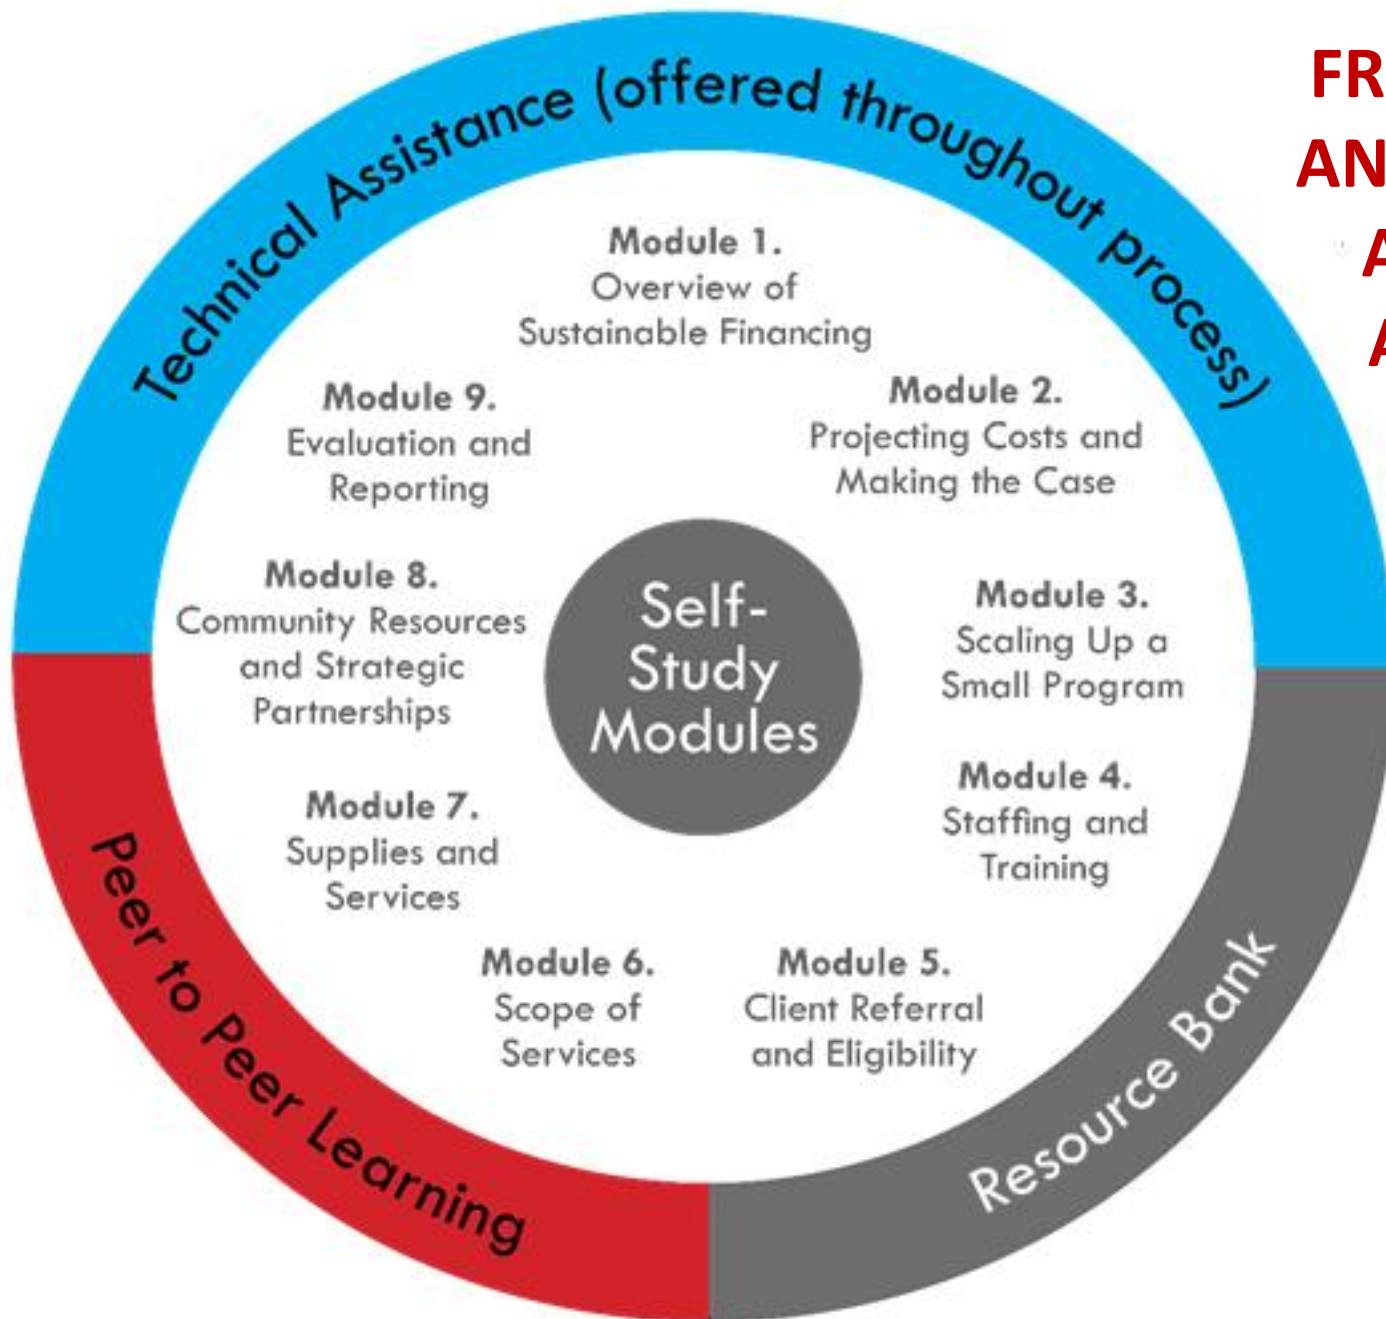 Technical Assistance (offered throughout process)
Module 1.
Overview of
Sustainable Financing
Module 2.
Projecting Costs and
Making the Case
Module 3.
Scaling Up a
Small Program
Module 4.
Staffing and
Training
Module 5.
Client Referral
and Eligibility
Module 6.
Scope of
Services
Module 7.
Supplies and
Services
Module 8.
Community Resources
and Strategic
Partnerships
Module 9.
Evaluation and
Reporting
Self-
Study
Modules
Peer to Peer Learning
Resource Bank
FR
AN
A
A